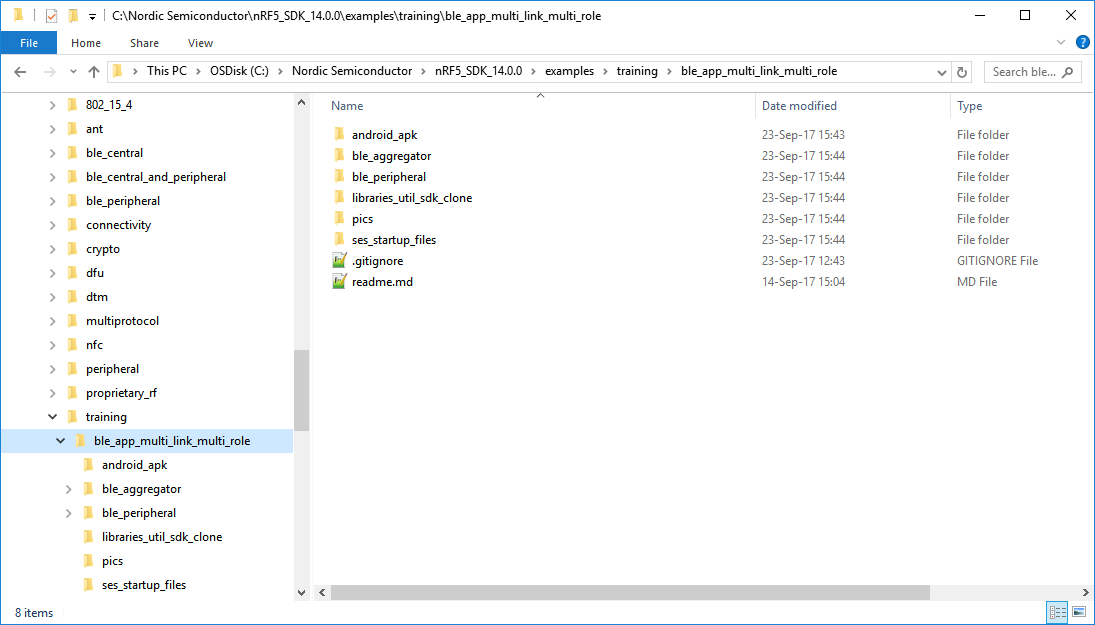 C:\Nordic Semiconductor\nRF5_SDK_14.0.0\examples\training\ble_app_multi_link_multi_role
File Home Share View
This PC OSDisk (C:) Nordic Semiconductor nRF5_SDK_14.0.0 examples training ble_app_multi_link_multi_role Search ble...
802_15_4
ant
ble_central
ble_central_and_peripheral
ble_peripheral
connectivity
crypto
dfu
dtm
multiprotocol
nfc
peripheral
proprietary_rf
training
ble_app_multi_link_multi_role
android_apk
ble_aggregator
ble_peripheral
libraries_util_sdk_clone
pics
ses_startup_files
Name Date modified Type
android_apk 23-Sep-17 15:43 File folder
ble_aggregator 23-Sep-17 15:44 File folder
ble_peripheral 23-Sep-17 15:44 File folder
libraries_util_sdk_clone 23-Sep-17 15:44 File folder
pics 23-Sep-17 15:44 File folder
ses_startup_files 23-Sep-17 15:44 File folder
.gitignore 23-Sep-17 12:43 GITIGNORE File
readme.md 14-Sep-17 15:04 MD File
8 items